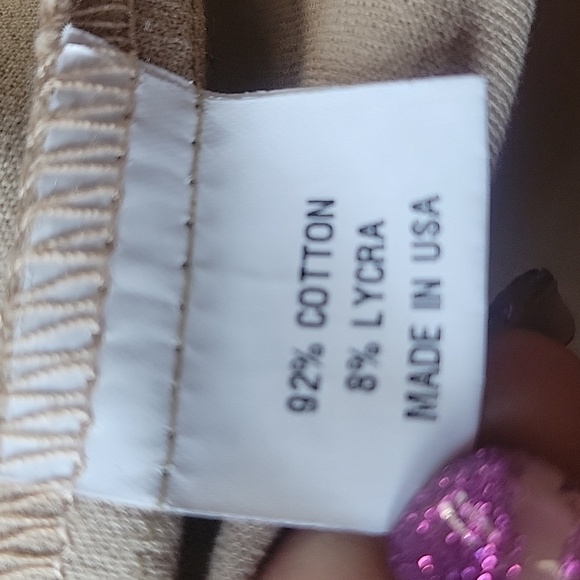 92% COTTON
8% LYCRA
MADE IN USA